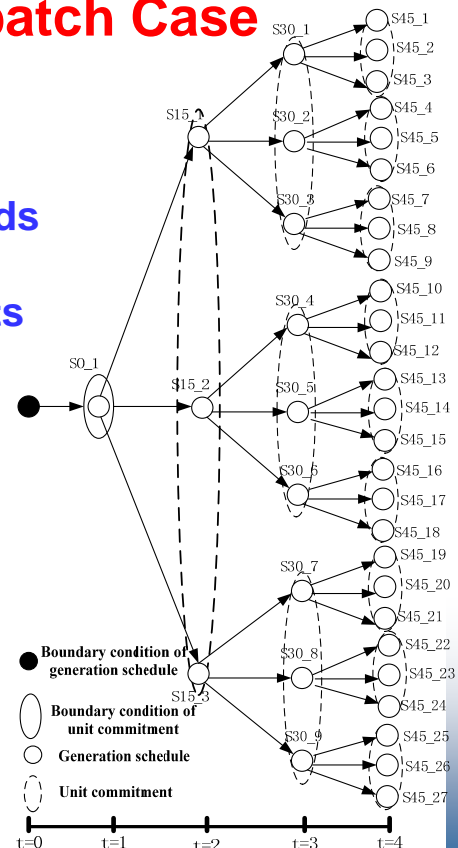 patch Case
ds
ts
S30_1
S45_1
S45_2
S45_3
S15_1
S30_2
S45_4
S45_5
S45_6
S30_3
S45_7
S45_8
S45_9
S0_1
S15_2
S30_4
S45_10
S45_11
S45_12
S30_5
S45_13
S45_14
S45_15
S30_6
S45_16
S45_17
S45_18
S15_3
S30_7
S45_19
S45_20
S45_21
S30_8
S45_22
S45_23
S45_24
S30_9
S45_25
S45_26
S45_27
Boundary condition of
generation schedule
Boundary condition of
unit commitment
Generation schedule
Unit commitment
t=0 t=1 t=2 t=3 t=4